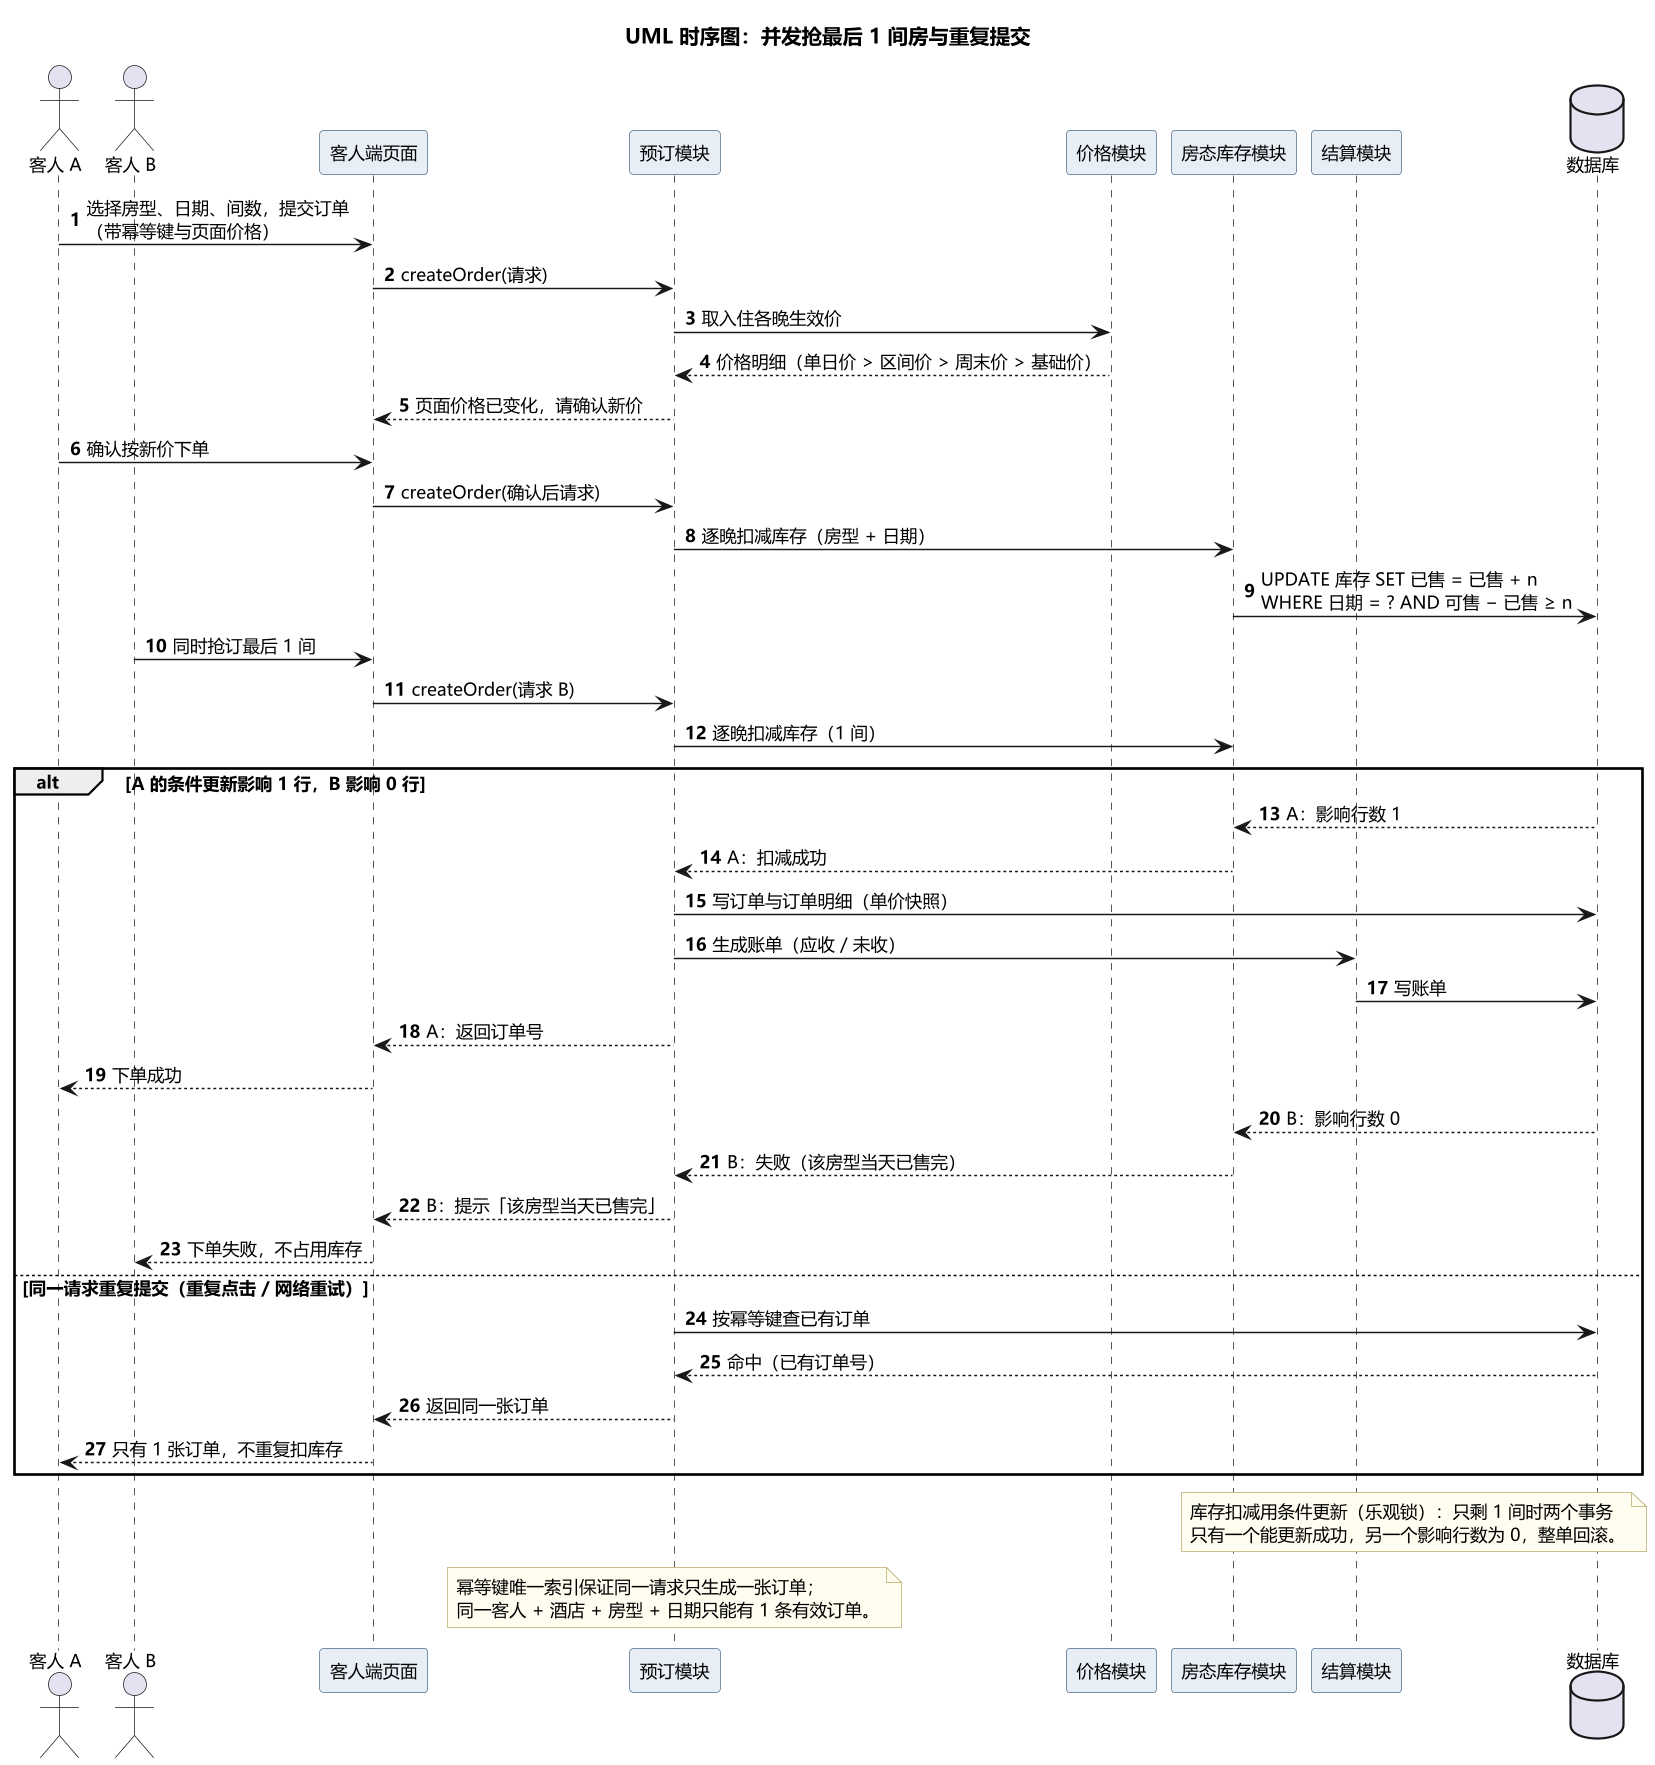 UML 时序图：并发抢最后 1 间房与重复提交
客人 A
客人 B
客人端页面
预订模块
价格模块
房态库存模块
结算模块
数据库
1 选择房型、日期、间数，提交订单
（带幂等键与页面价格）
2 createOrder(请求)
3 取入住各晚生效价
4 价格明细（单日价 > 区间价 > 周末价 > 基础价）
5 页面价格已变化，请确认新价
6 确认按新价下单
7 createOrder(确认后请求)
8 逐晚扣减库存（房型 + 日期）
9 UPDATE 库存 SET 已售 = 已售 + n
WHERE 日期 = ? AND 可售 − 已售 ≥ n
10 同时抢订最后 1 间
11 createOrder(请求 B)
12 逐晚扣减库存（1 间）
alt [A 的条件更新影响 1 行，B 影响 0 行]
13 A：影响行数 1
14 A：扣减成功
15 写订单与订单明细（单价快照）
16 生成账单（应收 / 未收）
17 写账单
18 A：返回订单号
19 下单成功
20 B：影响行数 0
21 B：失败（该房型当天已售完）
22 B：提示「该房型当天已售完」
23 下单失败，不占用库存
[同一请求重复提交（重复点击 / 网络重试）]
24 按幂等键查已有订单
25 命中（已有订单号）
26 返回同一张订单
27 只有 1 张订单，不重复扣库存
库存扣减用条件更新（乐观锁）：只剩 1 间时两个事务
只有一个能更新成功，另一个影响行数为 0，整单回滚。
幂等键唯一索引保证同一请求只生成一张订单；
同一客人 + 酒店 + 房型 + 日期只能有 1 条有效订单。
客人 A
客人 B
客人端页面
预订模块
价格模块
房态库存模块
结算模块
数据库